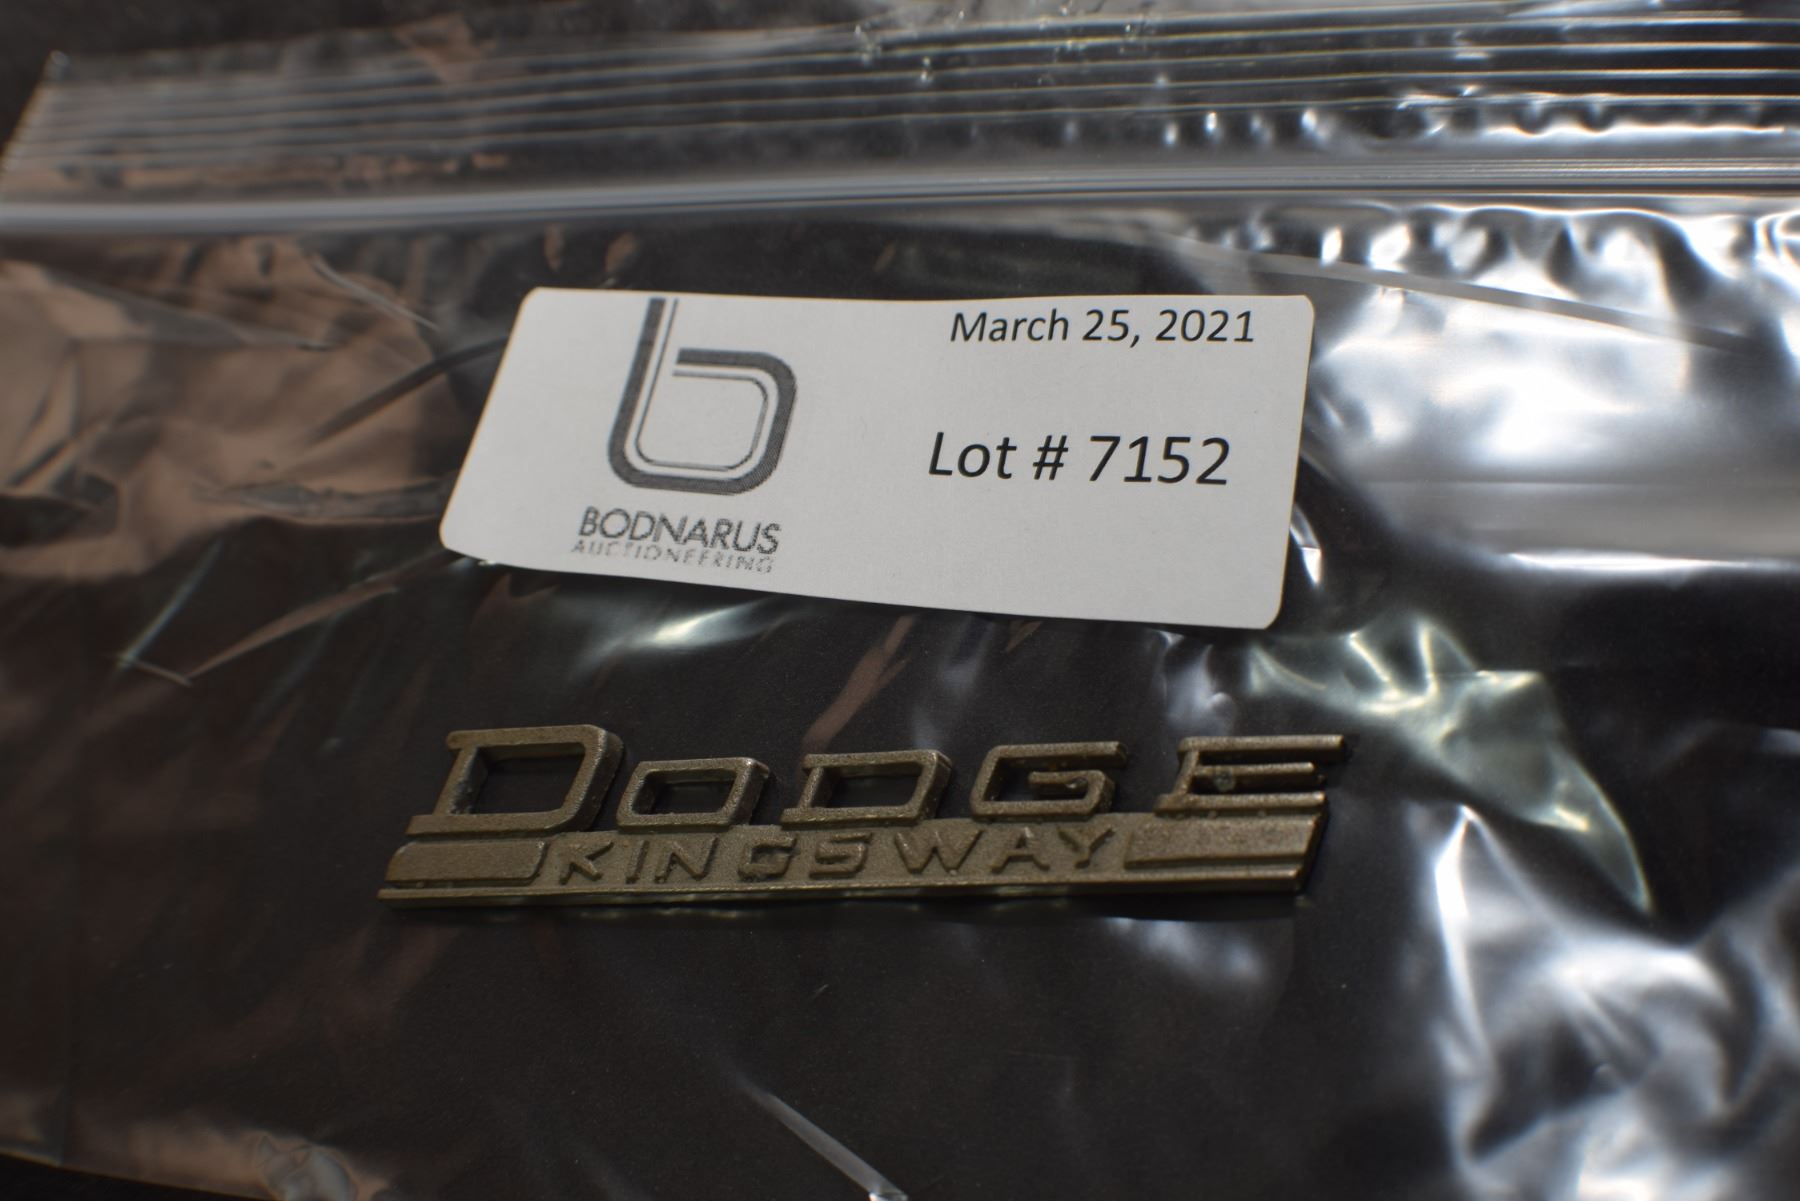 March 25, 2021
Lot # 7152
BODNARUS
AUCTIONEERING
DODGE
KINGSWAY